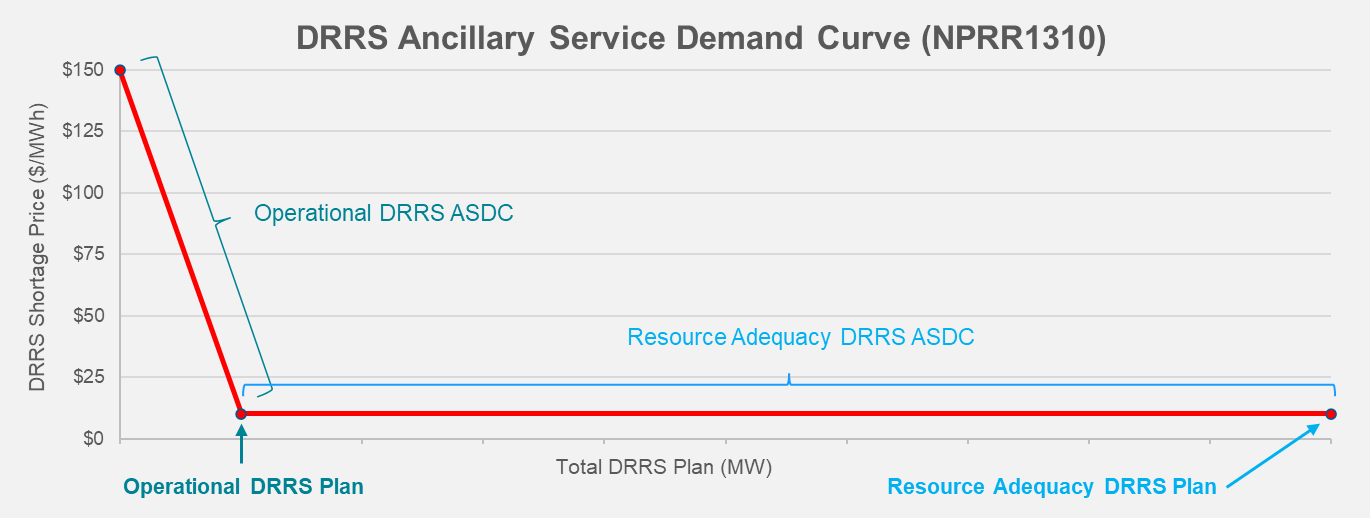 DRRS Ancillary Service Demand Curve (NPRR1310)
DRRS Shortage Price ($/MWh)
$150
$125
$100
$75
$50
$25
$0
Operational DRRS ASDC
Resource Adequacy DRRS ASDC
Total DRRS Plan (MW)
Operational DRRS Plan
Resource Adequacy DRRS Plan